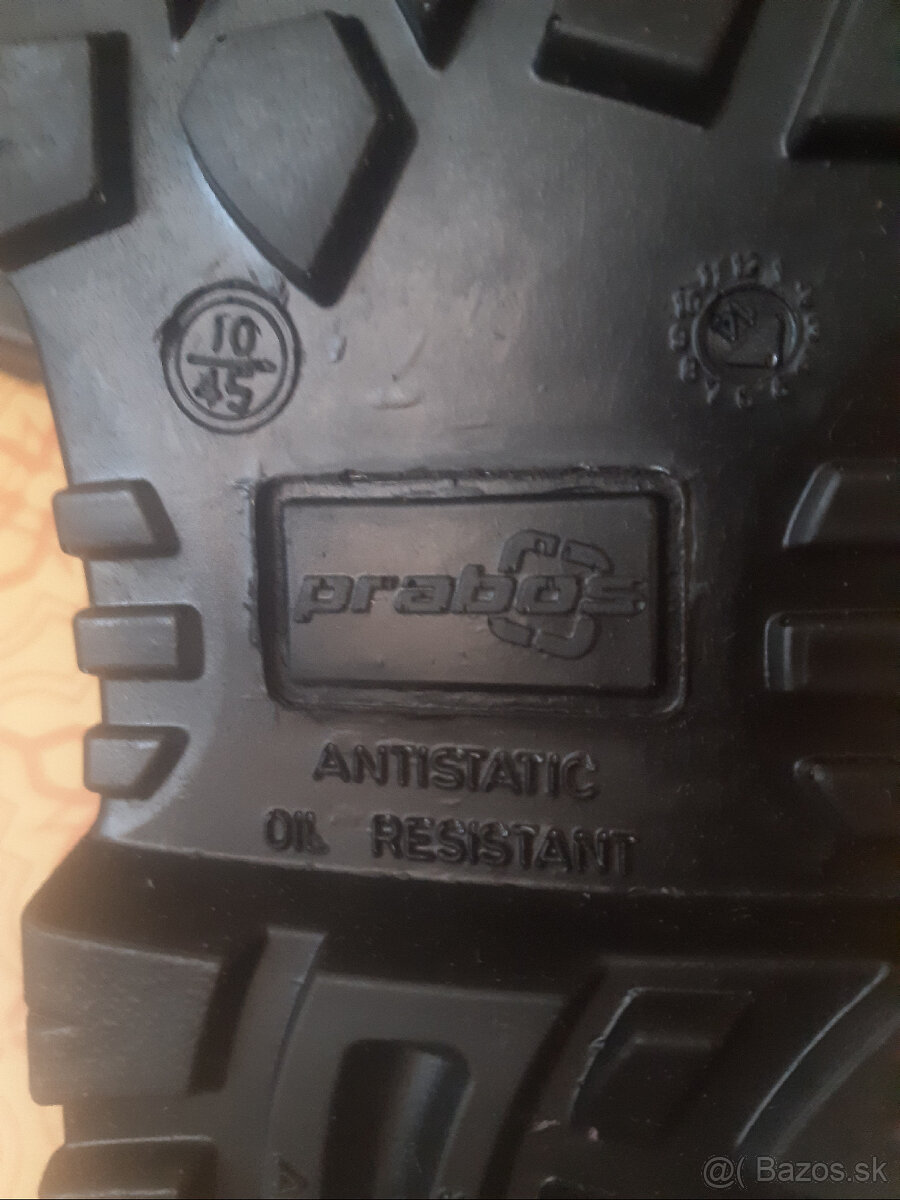 10
45
prabos
ANTISTATIC
OIL RESISTANT
@( Bazos.sk